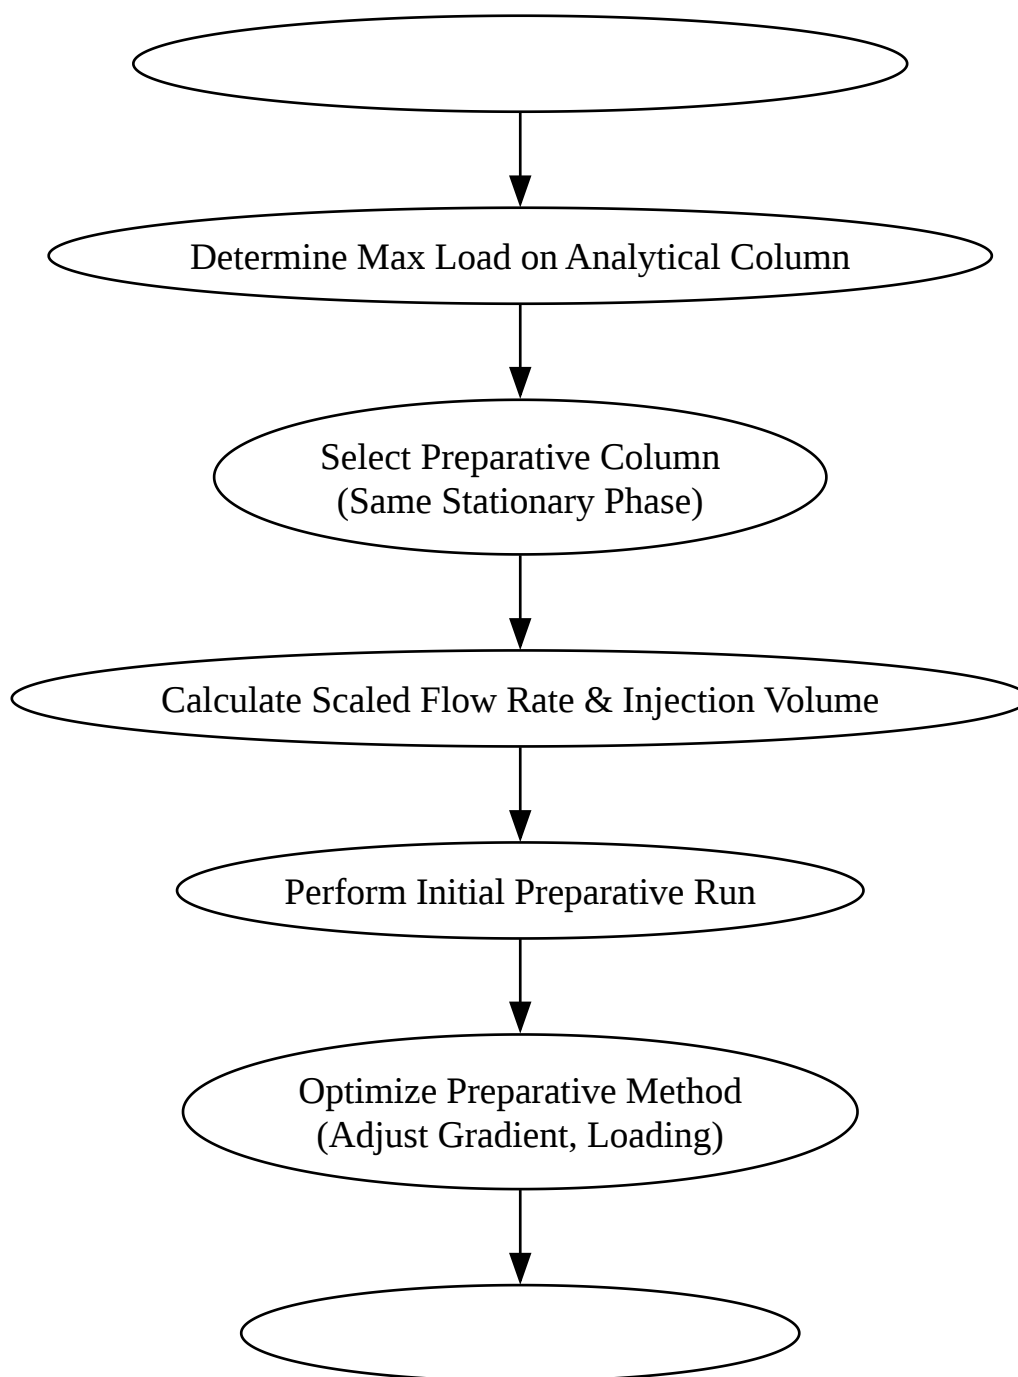 Determine Max Load on Analytical Column
Select Preparative Column
(Same Stationary Phase)
Calculate Scaled Flow Rate & Injection Volume
Perform Initial Preparative Run
Optimize Preparative Method
(Adjust Gradient, Loading)